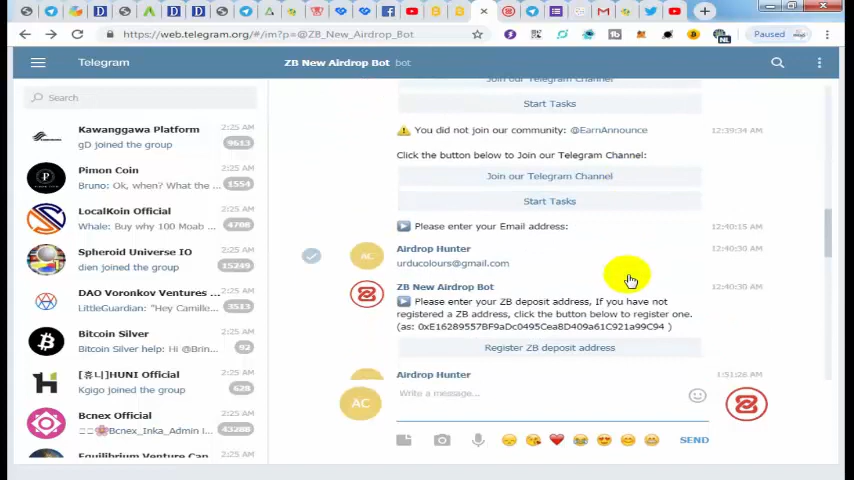 Paused
https://web.telegram.org/#/im?p=@ZB_New_Airdrop_Bot
Telegram
ZB New Airdrop Bot bot
Search
Kawanggawa Platform 2:25 AM
gD joined the group 9613
Pimon Coin 2:25 AM
Bruno: Ok, when? What the ... 1554
LocalKoin Official 2:25 AM
Whale: Buy why 100 Moab ... 4708
Spheroid Universe IO 2:25 AM
dien joined the group 15249
DAO Voronkov Ventures ... 2:25 AM
LittleGuardian: "Hey Camille... 3513
Bitcoin Silver 2:25 AM
Bitcoin Silver help: Hi @Brin... 92
[휴니]HUNI Official 2:25 AM
Kgigo joined the group 628
Bcnex Official 2:25 AM
Bcnex_Inka_Admin i... 43288
Equilibrium Venture Cap 2:25 AM
Join our Telegram Channel
Start Tasks
You did not join our community: @EarnAnnounce 12:39:34 AM
Click the button below to Join our Telegram Channel:
Join our Telegram Channel
Start Tasks
Please enter your Email address: 12:40:15 AM
AC Airdrop Hunter 12:40:30 AM
urducolours@gmail.com
ZB New Airdrop Bot 12:40:30 AM
Please enter your ZB deposit address, If you have not
registered a ZB address, click the button below to register one.
(as: 0xE16289557BF9aDc0495Cea8D409a61C921a99C94 )
Register ZB deposit address
Airdrop Hunter 1:51:26 AM
AC
Write a message...
SEND